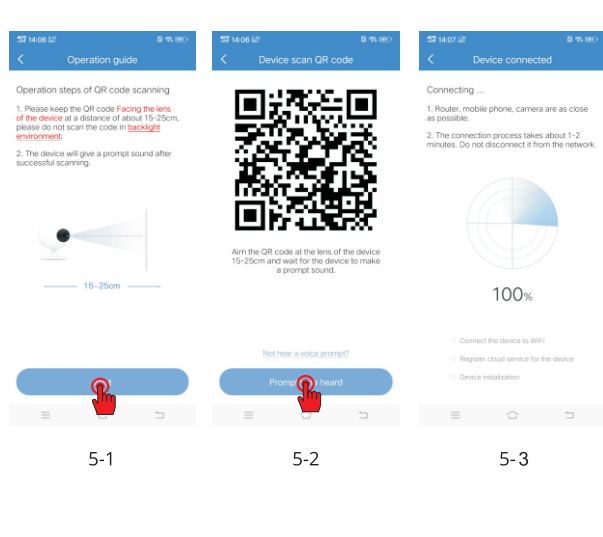 14:06
Operation guide
Operation steps of QR code scanning
1. Please keep the QR code Facing the lens
of the device at a distance of about 15-25cm,
please do not scan the code in backlight
environment;
2. The device will give a prompt sound after
successful scanning.
15-25cm
5-1
14:06
Device scan QR code
Aim the QR code at the lens of the device
15-25cm and wait for the device to make
a prompt sound.
Not hear a voice prompt?
heard
5-2
14:07
Device connected
Connecting ...
1. Router, mobile phone, camera are as close
as possible;
2. The connection process takes about 1-2
minutes. Do not disconnect it from the network.
100%
Connect the device to WiFi
Register cloud service for the device
Device initialization
5-3